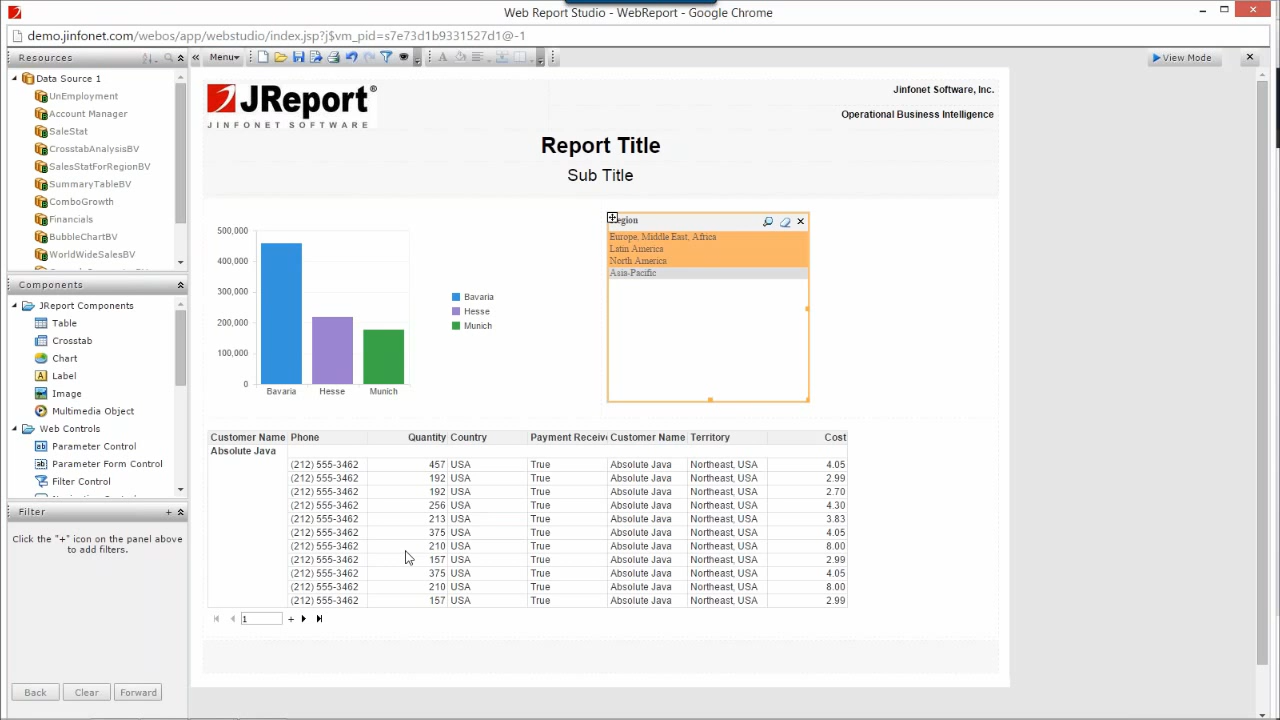 Web Report Studio - WebReport - Google Chrome
demo.jinfonet.com/webos/app/webstudio/index.jsp?j$vm_pid=s7e73d1b9331527d1@-1
Resources
Menu
View Mode
Data Source 1
UnEmployment
Account Manager
SaleStat
CrosstabAnalysisBV
SalesStatForRegionBV
SummaryTableBV
ComboGrowth
Financials
BubbleChartBV
WorldWideSalesBV
Components
JReport Components
Table
Crosstab
Chart
Label
Image
Multimedia Object
Web Controls
Parameter Control
Parameter Form Control
Filter Control
Filter
Click the "+" icon on the panel above
to add filters.
Back Clear Forward
JReport®
JINFONET SOFTWARE
Jinfonet Software, Inc.
Operational Business Intelligence
Report Title
Sub Title
500,000
400,000
300,000
200,000
100,000
0
Bavaria Hesse Munich
Bavaria
Hesse
Munich
egion
Europe, Middle East, Africa
Latin America
North America
Asia-Pacific
Customer Name Phone Quantity Country Payment Receive Customer Name Territory Cost
Absolute Java
(212) 555-3462 457 USA True Absolute Java Northeast, USA 4.05
(212) 555-3462 192 USA True Absolute Java Northeast, USA 2.99
(212) 555-3462 192 USA True Absolute Java Northeast, USA 2.70
(212) 555-3462 256 USA True Absolute Java Northeast, USA 4.30
(212) 555-3462 213 USA True Absolute Java Northeast, USA 3.83
(212) 555-3462 375 USA True Absolute Java Northeast, USA 4.05
(212) 555-3462 210 USA True Absolute Java Northeast, USA 8.00
(212) 555-3462 157 USA True Absolute Java Northeast, USA 2.99
(212) 555-3462 375 USA True Absolute Java Northeast, USA 4.05
(212) 555-3462 210 USA True Absolute Java Northeast, USA 8.00
(212) 555-3462 157 USA True Absolute Java Northeast, USA 2.99
1
+